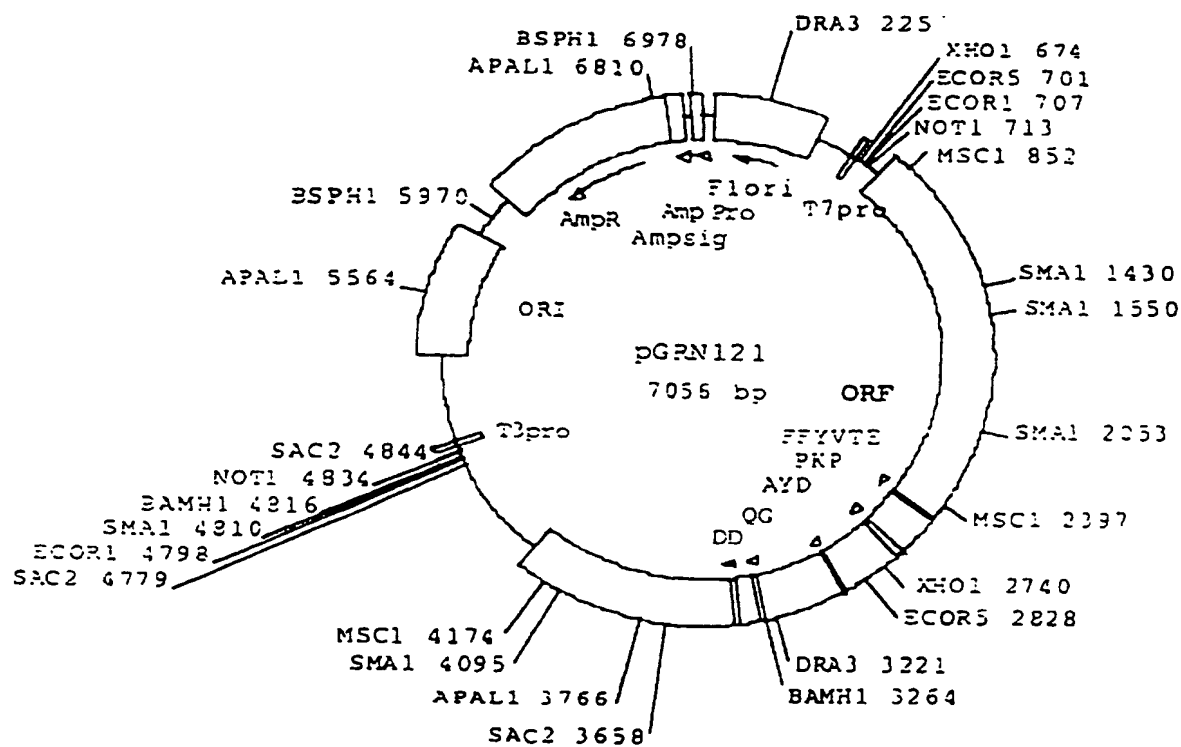 DRA3 225
BSPH1 6978
APAL1 6810
XHO1 674
ECOR5 701
ECOR1 707
NOT1 713
MSC1 852
BSPH1 5970
APAL1 5564
F1ori
T7pro
Amp Pro
AmpR
Ampsig
ORI
SMA1 1430
SMA1 1550
pGRN121
7056 bp
ORF
SMA1 2053
FFYVTE
PKP
AYD
QG
DD
T3pro
SAC2 4844
NOT1 4834
BAMH1 4816
SMA1 4810
ECOR1 4798
SAC2 4779
MSC1 2397
XHO1 2740
ECOR5 2828
MSC1 4174
SMA1 4095
APAL1 3766
SAC2 3658
DRA3 3221
BAMH1 3264